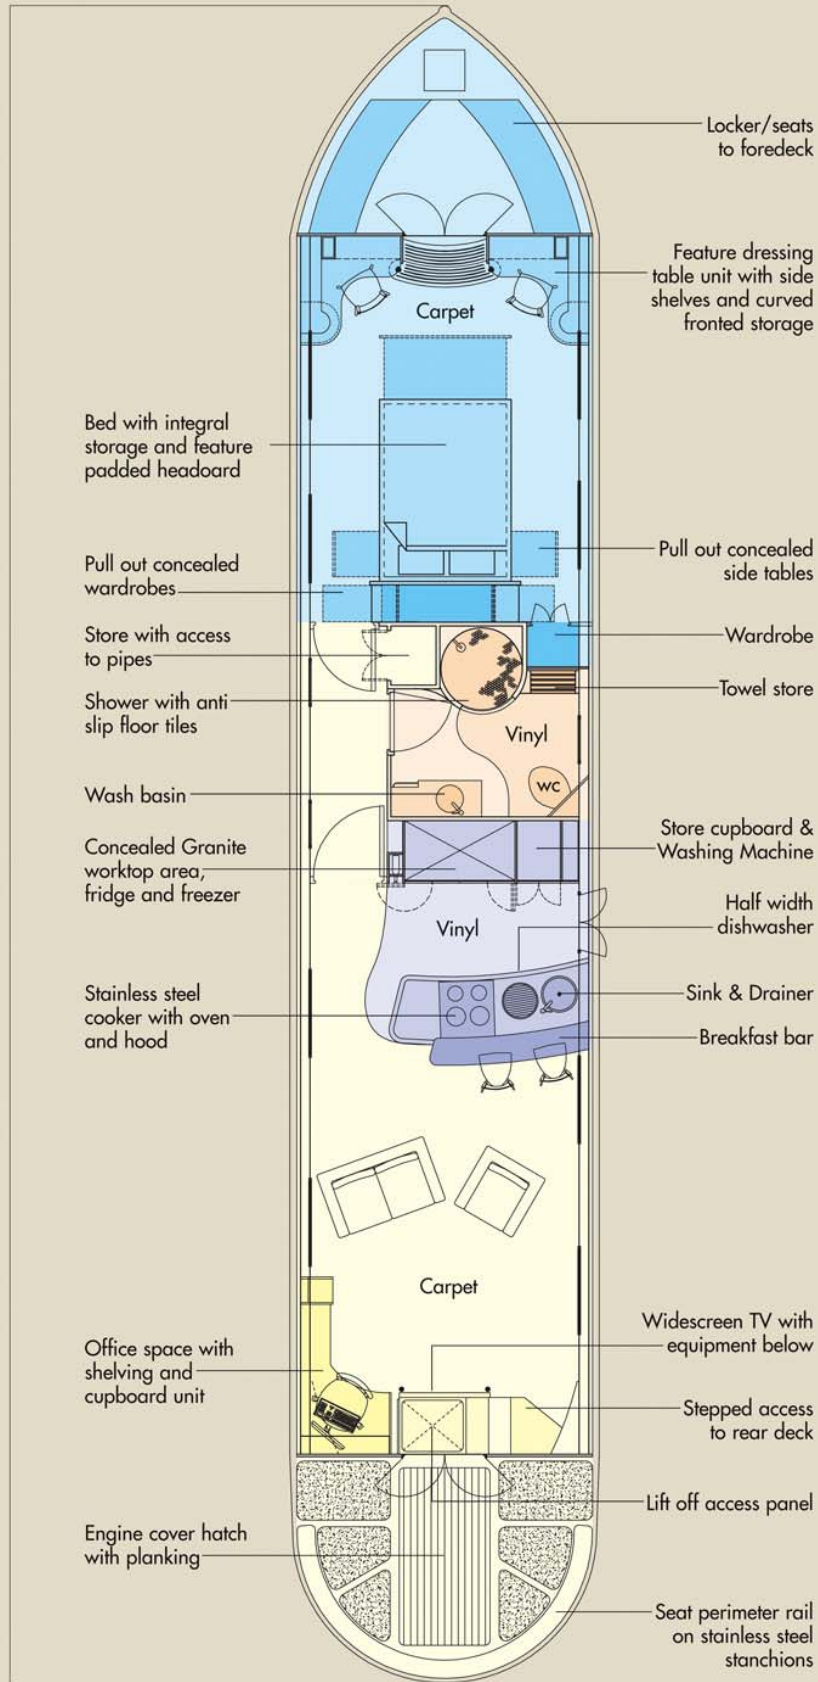 Locker/seats
to foredeck
Feature dressing
table unit with side
shelves and curved
fronted storage
Carpet
Bed with integral
storage and feature
padded headoard
Pull out concealed
wardrobes
Pull out concealed
side tables
Store with access
to pipes
Wardrobe
Towel store
Shower with anti
slip floor tiles
Vinyl
WC
Wash basin
Store cupboard &
Washing Machine
Concealed Granite
worktop area,
fridge and freezer
Half width
dishwasher
Vinyl
Stainless steel
cooker with oven
and hood
Sink & Drainer
Breakfast bar
Carpet
Widescreen TV with
equipment below
Office space with
shelving and
cupboard unit
Stepped access
to rear deck
Lift off access panel
Engine cover hatch
with planking
Seat perimeter rail
on stainless steel
stanchions